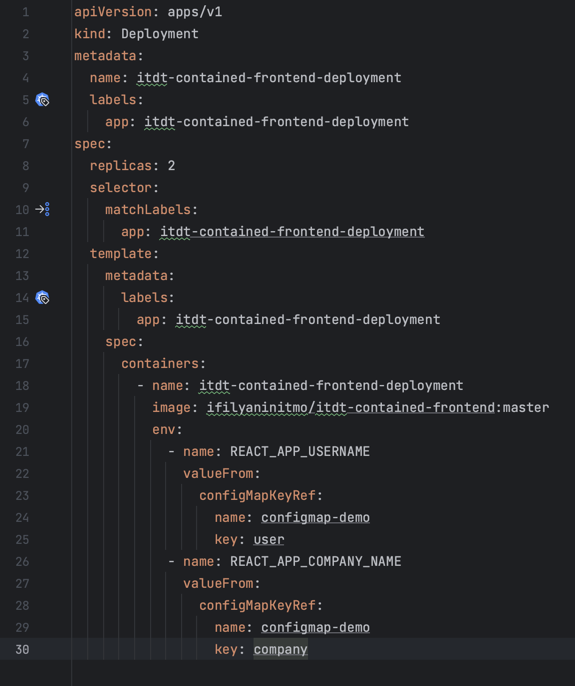 1 apiVersion: apps/v1
2 kind: Deployment
3 metadata:
4   name: itdt-contained-frontend-deployment
5   labels:
6     app: itdt-contained-frontend-deployment
7 spec:
8   replicas: 2
9   selector:
10     matchLabels:
11       app: itdt-contained-frontend-deployment
12   template:
13     metadata:
14       labels:
15         app: itdt-contained-frontend-deployment
16     spec:
17       containers:
18         - name: itdt-contained-frontend-deployment
19           image: ifilyaninitmo/itdt-contained-frontend:master
20           env:
21             - name: REACT_APP_USERNAME
22               valueFrom:
23                 configMapKeyRef:
24                   name: configmap-demo
25                   key: user
26             - name: REACT_APP_COMPANY_NAME
27               valueFrom:
28                 configMapKeyRef:
29                   name: configmap-demo
30                   key: company